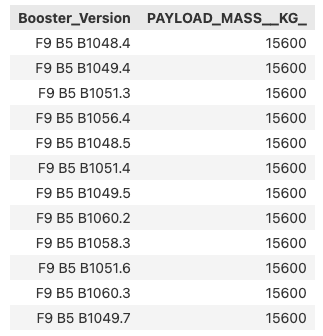 Booster_Version PAYLOAD_MASS__KG_
F9 B5 B1048.4 15600
F9 B5 B1049.4 15600
F9 B5 B1051.3 15600
F9 B5 B1056.4 15600
F9 B5 B1048.5 15600
F9 B5 B1051.4 15600
F9 B5 B1049.5 15600
F9 B5 B1060.2 15600
F9 B5 B1058.3 15600
F9 B5 B1051.6 15600
F9 B5 B1060.3 15600
F9 B5 B1049.7 15600